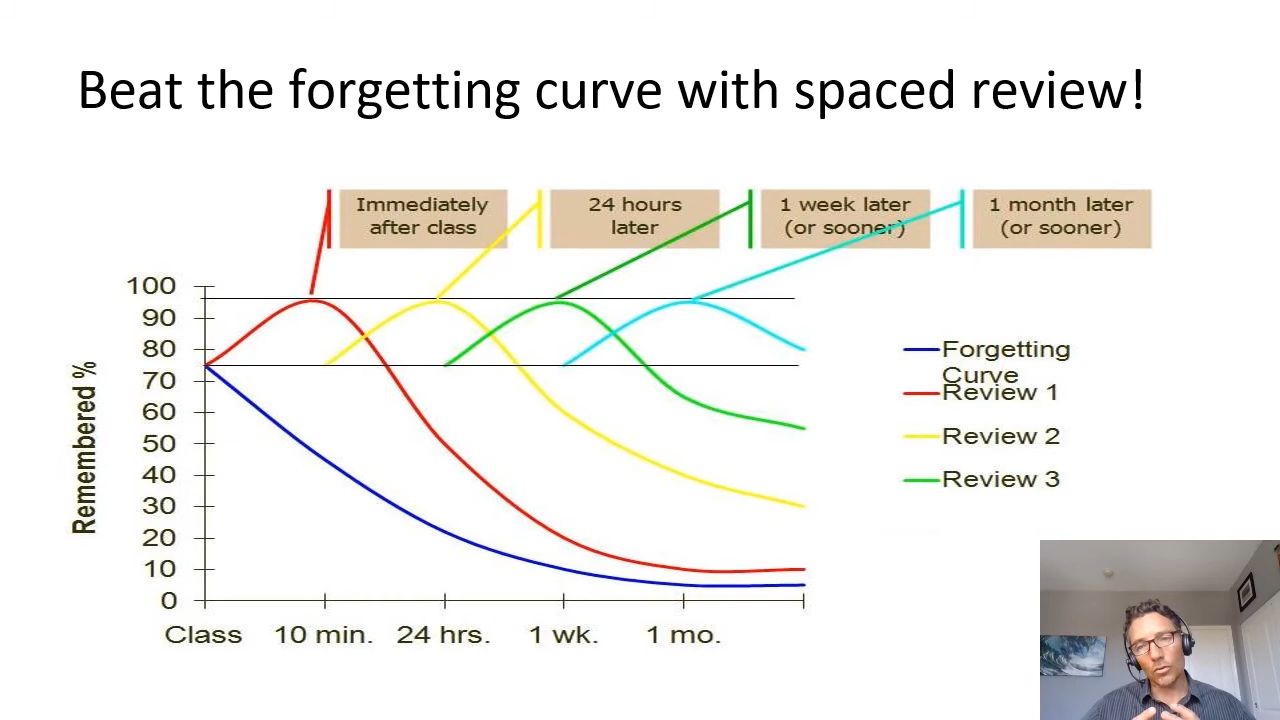 Beat the forgetting curve with spaced review!
Immediately
after class
24 hours
later
1 week later
(or sooner)
1 month later
(or sooner)
Remembered %
100
90
80
70
60
50
40
30
20
10
0
Class 10 min. 24 hrs. 1 wk. 1 mo.
Forgetting
Curve
Review 1
Review 2
Review 3